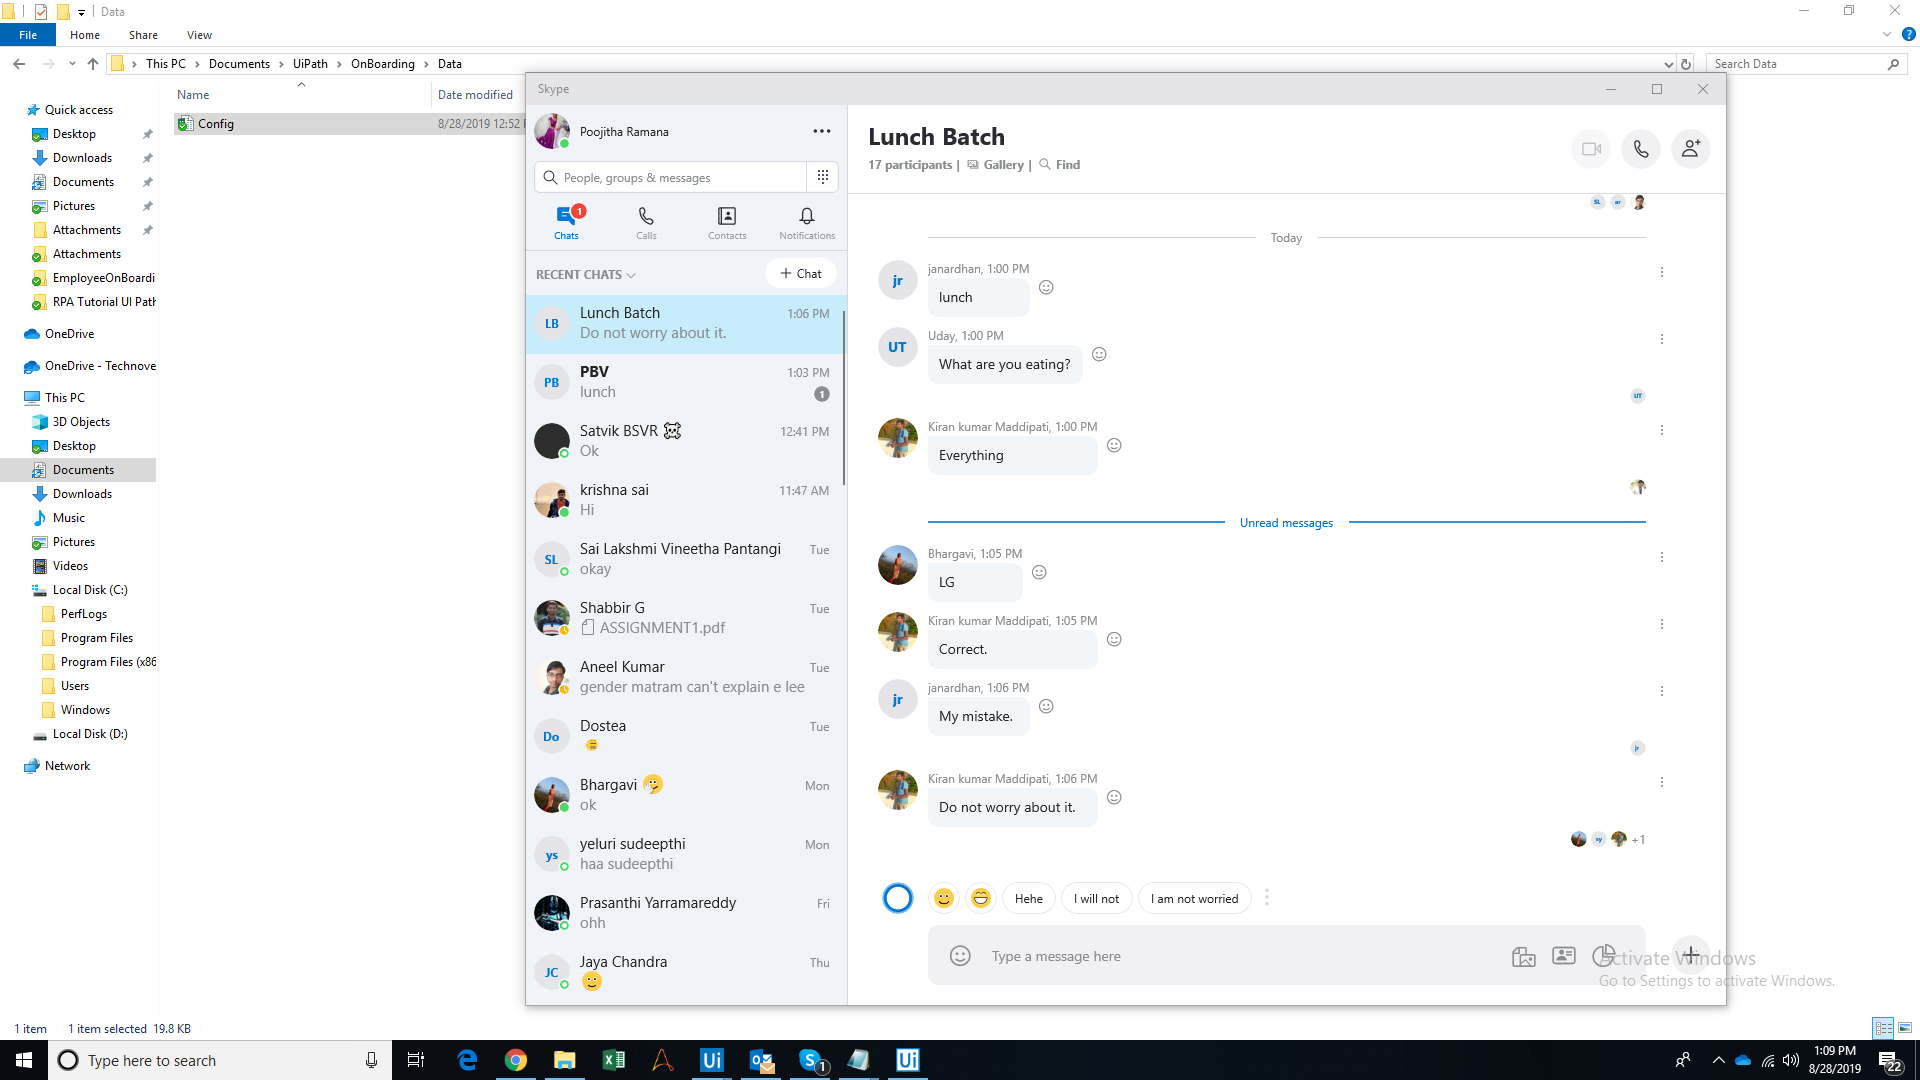 Data
File
Home
Share
View
This PC
Documents
UiPath
OnBoarding
Data
Search Data
Name
Date modified
Config
8/28/2019 12:52
Quick access
Desktop
Downloads
Documents
Pictures
Attachments
Attachments
EmployeeOnBoardi
RPA Tutorial UI Path
OneDrive
OneDrive - Technove
This PC
3D Objects
Desktop
Documents
Downloads
Music
Pictures
Videos
Local Disk (C:)
PerfLogs
Program Files
Program Files (x86
Users
Windows
Local Disk (D:)
Network
1 item
1 item selected 19.8 KB
Skype
Poojitha Ramana
People, groups & messages
1
Chats
Calls
Contacts
Notifications
RECENT CHATS
+ Chat
LB
Lunch Batch
1:06 PM
Do not worry about it.
PB
PBV
1:03 PM
lunch
1
Satvik BSVR
12:41 PM
Ok
krishna sai
11:47 AM
Hi
SL
Sai Lakshmi Vineetha Pantangi
Tue
okay
Shabbir G
Tue
ASSIGNMENT1.pdf
Aneel Kumar
Tue
gender matram can't explain e lee
Do
Dostea
Tue
Bhargavi
Mon
ok
ys
yeluri sudeepthi
Mon
haa sudeepthi
Prasanthi Yarramareddy
Fri
ohh
JC
Jaya Chandra
Thu
Lunch Batch
17 participants |
Gallery |
Find
SL
ar
Today
jr
janardhan, 1:00 PM
lunch
UT
Uday, 1:00 PM
What are you eating?
UT
Kiran kumar Maddipati, 1:00 PM
Everything
Unread messages
Bhargavi, 1:05 PM
LG
Kiran kumar Maddipati, 1:05 PM
Correct.
jr
janardhan, 1:06 PM
My mistake.
jr
Kiran kumar Maddipati, 1:06 PM
Do not worry about it.
sy
+1
Hehe
I will not
I am not worried
Type a message here
Activate Windows
Go to Settings to activate Windows.
Type here to search
Ui
1
Ui
1:09 PM
8/28/2019
22